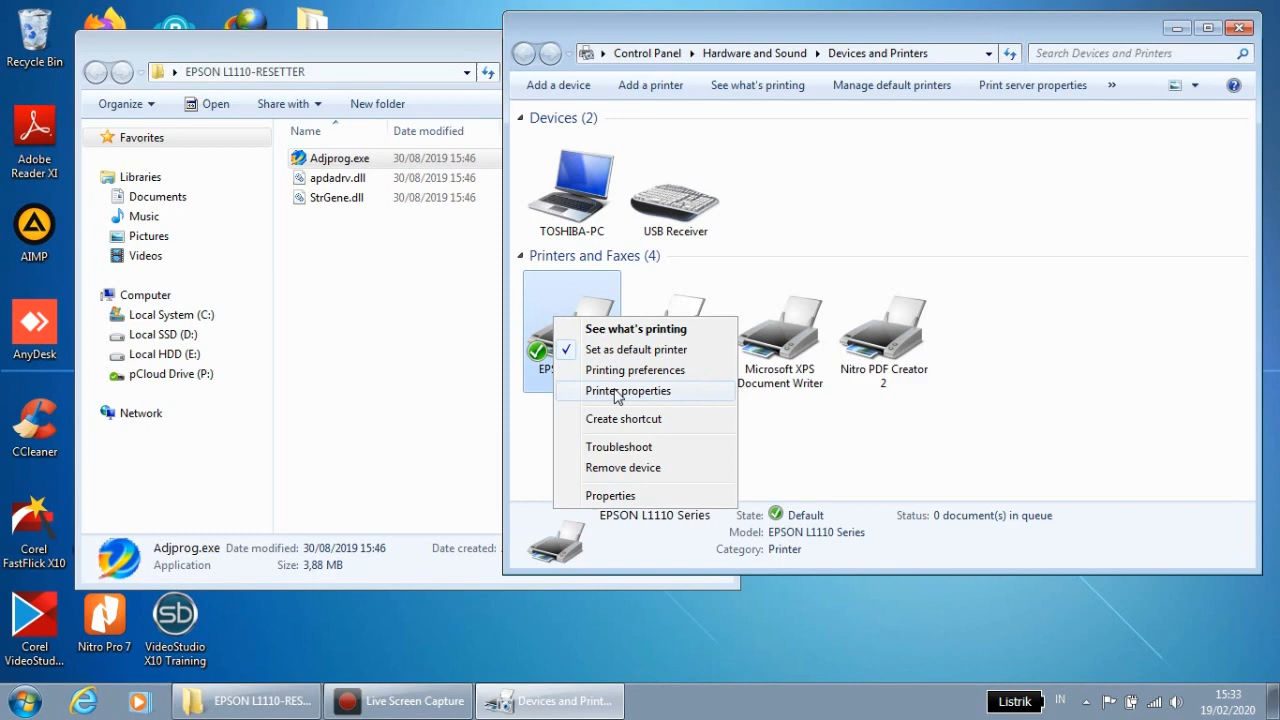 Recycle Bin
Adobe
Reader XI
AIMP
AnyDesk
CCleaner
Corel
FastFlick X10
Corel
VideoStud...
Nitro Pro 7
VideoStudio
X10 Training
EPSON L1110-RESETTER
Organize
Open
Share with
New folder
Favorites
Libraries
Documents
Music
Pictures
Videos
Computer
Local System (C:)
Local SSD (D:)
Local HDD (E:)
pCloud Drive (P:)
Network
Name
Date modified
Adjprog.exe
30/08/2019 15:46
apdadrv.dll
30/08/2019 15:46
StrGene.dll
30/08/2019 15:46
Adjprog.exe
Date modified: 30/08/2019 15:46
Date created:
Application
Size: 3,88 MB
Control Panel
Hardware and Sound
Devices and Printers
Search Devices and Printers
Add a device
Add a printer
See what's printing
Manage default printers
Print server properties
»
Devices (2)
TOSHIBA-PC
USB Receiver
Printers and Faxes (4)
Microsoft XPS
Document Writer
Nitro PDF Creator
2
See what's printing
Set as default printer
Printing preferences
Printer properties
Create shortcut
Troubleshoot
Remove device
Properties
EPSON L1110 Series
State: Default
Status: 0 document(s) in queue
Model: EPSON L1110 Series
Category: Printer
EPSON L1110-RES...
Live Screen Capture
Devices and Print...
Listrik
IN
15:33
19/02/2020